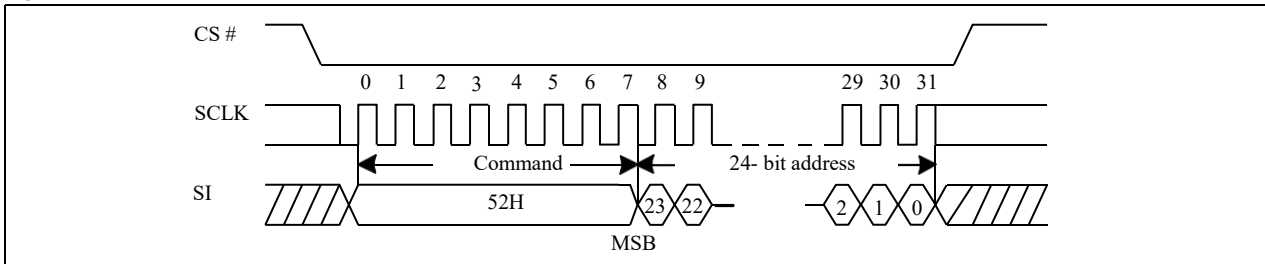 CS #
0 1 2 3 4 5 6 7 8 9 29 30 31
SCLK
Command 24- bit address
SI
52H 23 22 2 1 0
MSB